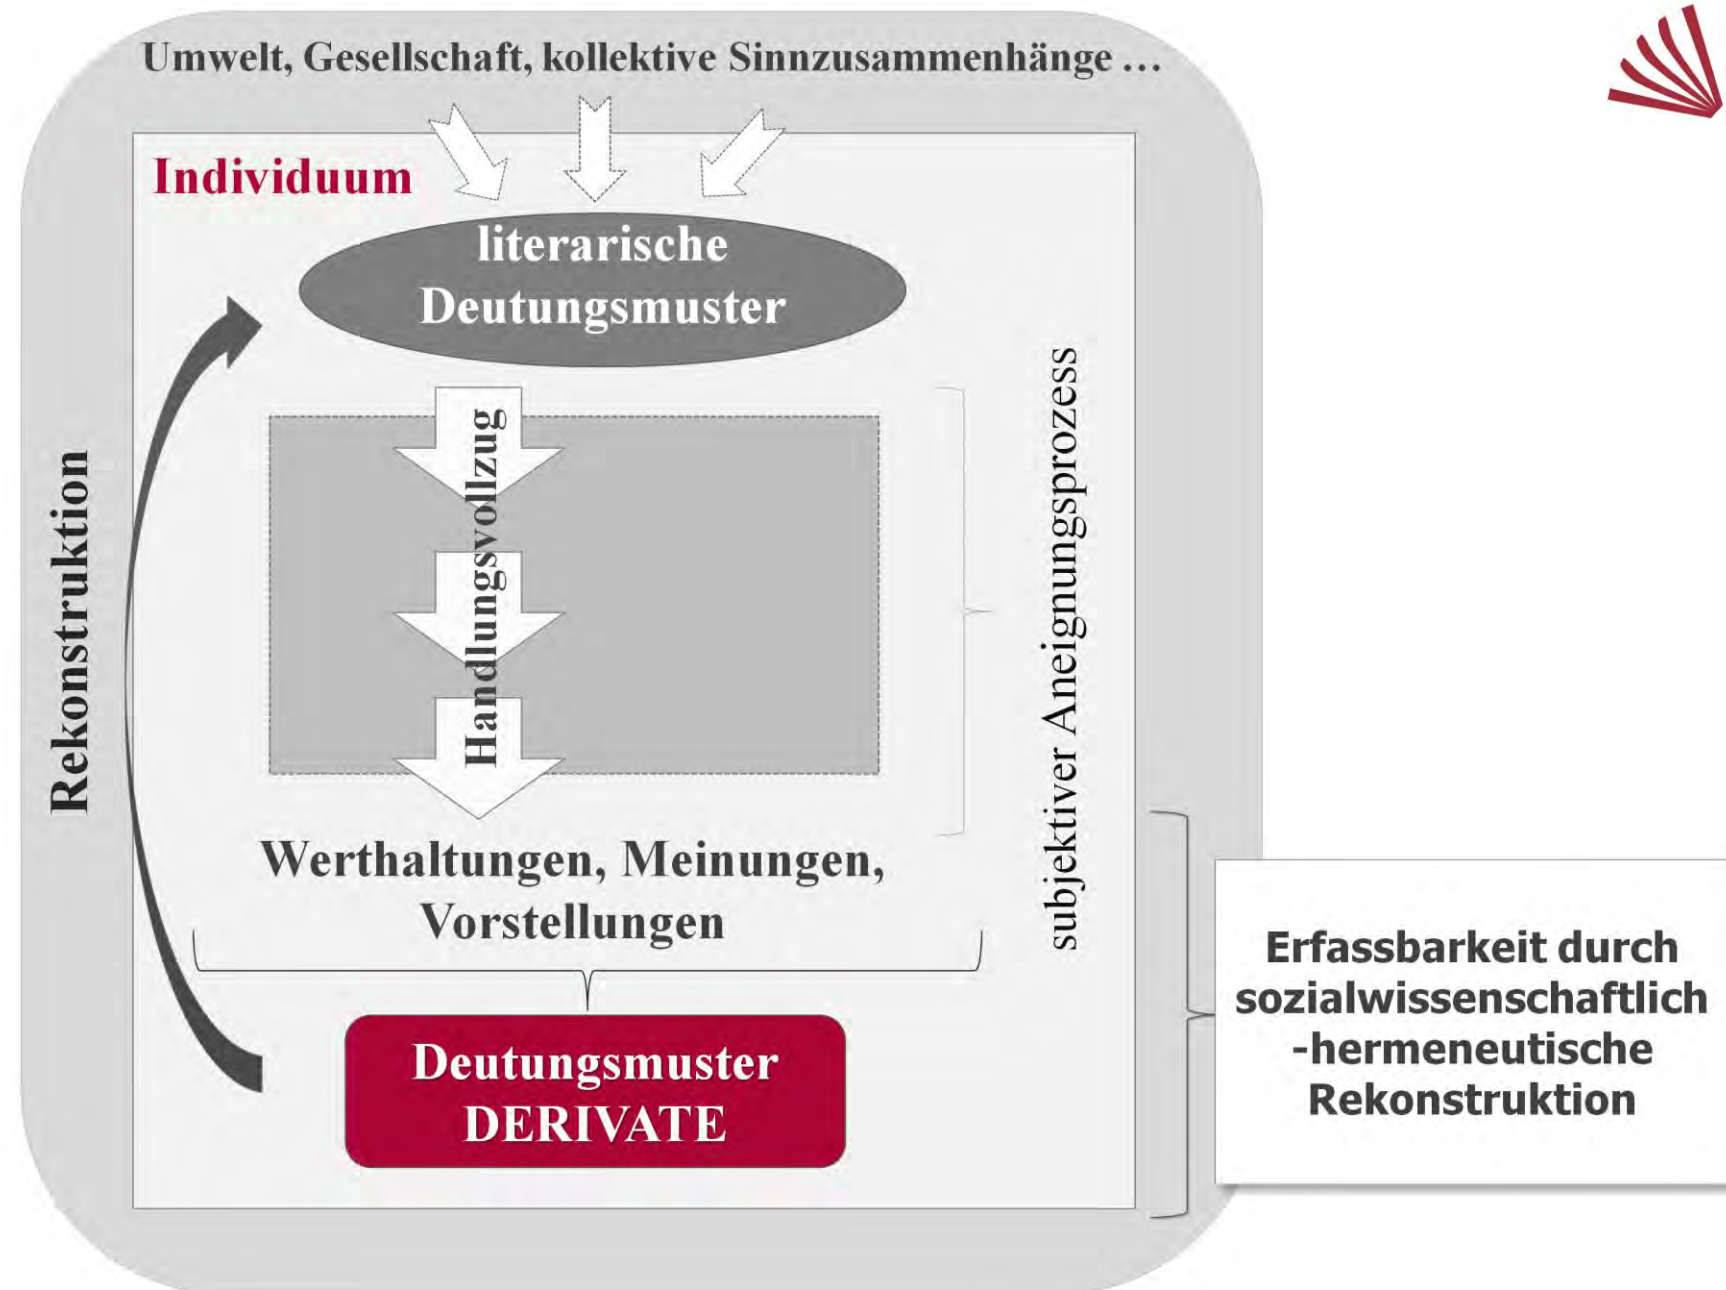 Umwelt, Gesellschaft, kollektive Sinnzusammenhänge …
Individuum
literarische
Deutungsmuster
Rekonstruktion
Handlungsvollzug
subjektiver Aneignungsprozess
Werthaltungen, Meinungen,
Vorstellungen
Deutungsmuster
DERIVATE
Erfassbarkeit durch
sozialwissenschaftlich
-hermeneutische
Rekonstruktion